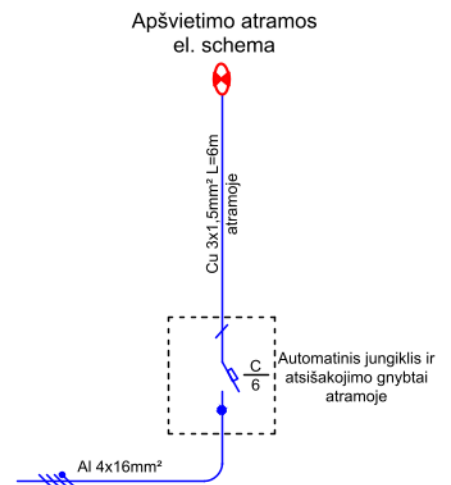 Apšvietimo atramos
el. schema
Cu 3x1,5mm² L=6m
atramoje
C
6
Automatinis jungiklis ir
atsišakojimo gnybtai
atramoje
Al 4x16mm²